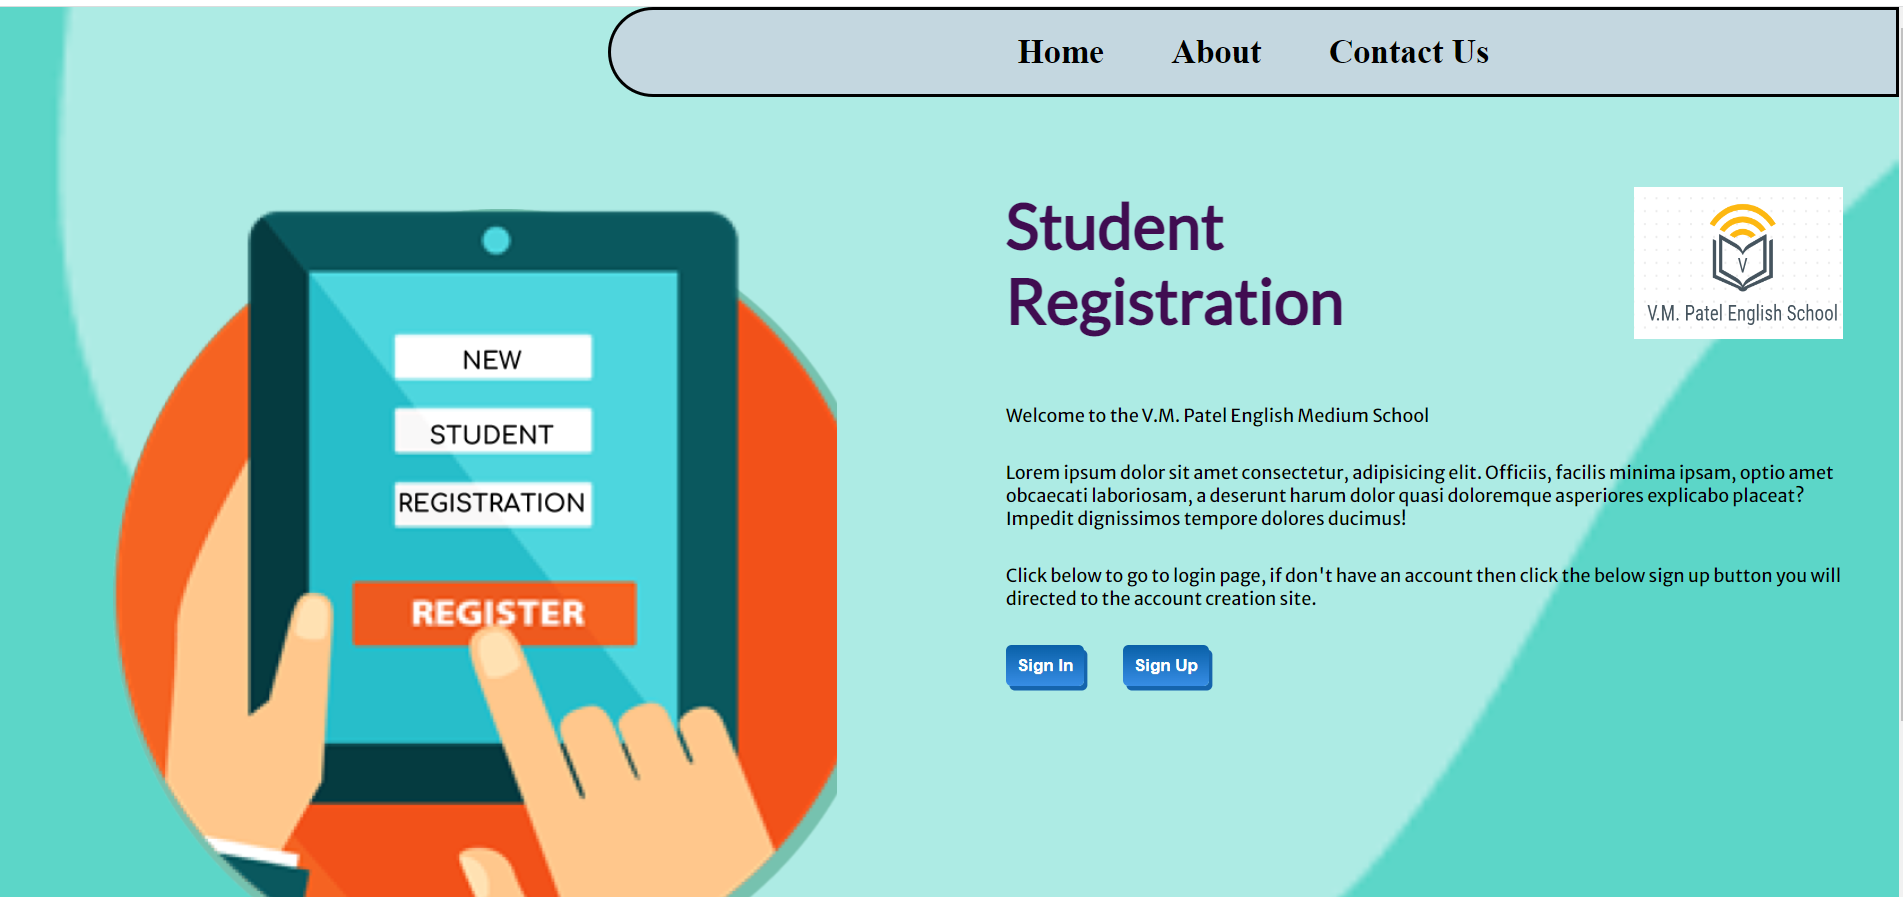 Home About Contact Us
NEW
STUDENT
REGISTRATION
REGISTER
Student
Registration
V
V.M. Patel English School
Welcome to the V.M. Patel English Medium School
Lorem ipsum dolor sit amet consectetur, adipisicing elit. Officiis, facilis minima ipsam, optio amet
obcaecati laboriosam, a deserunt harum dolor quasi doloremque asperiores explicabo placeat?
Impedit dignissimos tempore dolores ducimus!
Click below to go to login page, if don't have an account then click the below sign up button you will
directed to the account creation site.
Sign In Sign Up